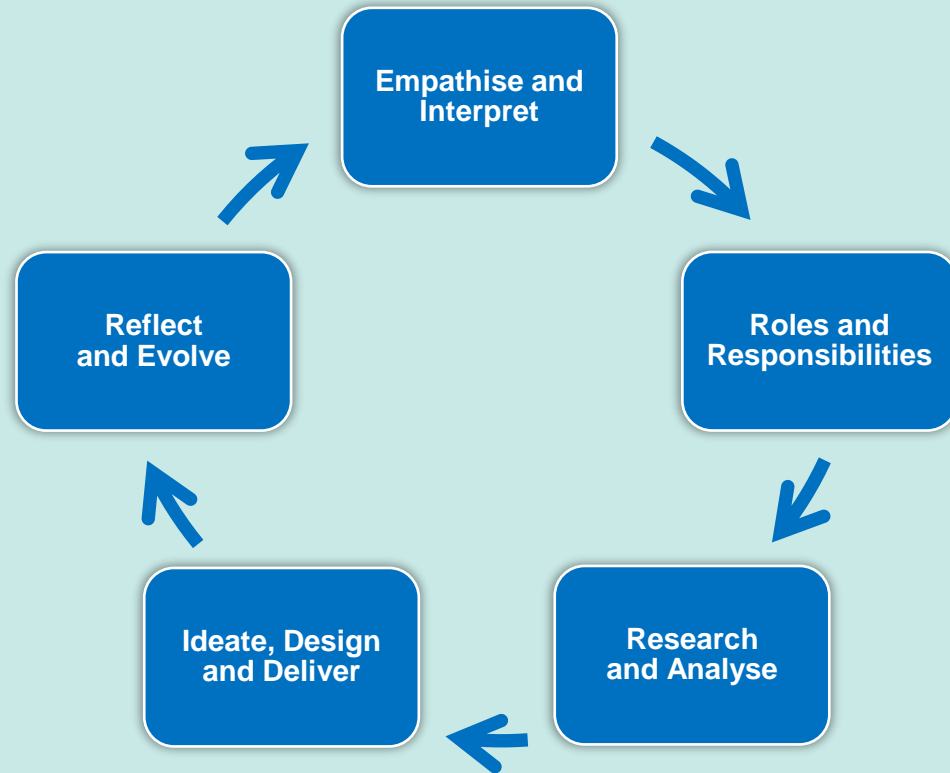 Empathise and
Interpret
Roles and
Responsibilities
Research
and Analyse
Ideate, Design
and Deliver
Reflect
and Evolve